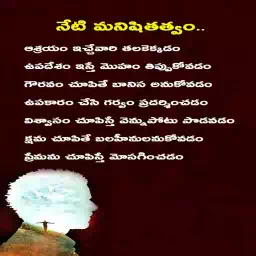 నేటి మనిషితత్వం..
ఆశ్రయం ఇచ్చేవారి తలకెక్కడం
ఉపదేశం ఇస్తే మొహం తిప్పుకోవడం
గౌరవం చూపితే బానిస అనుకోవడం
ఉపకారం చేసి గర్వం ప్రదర్శించడం
విశ్వాసం చూపిస్తే వెన్నుపోటు పొడవడం
క్షమ చూపితే బలహీనులనుకోవడం
ప్రేమను చూపిస్తే మోసగించడం